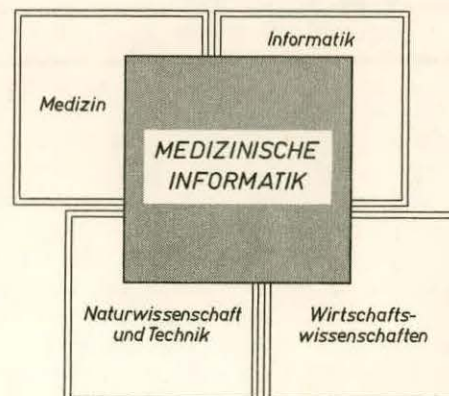 Informatik
Medizin
MEDIZINISCHE
INFORMATIK
Naturwissenschaft
und Technik
Wirtschafts-
wissenschaften